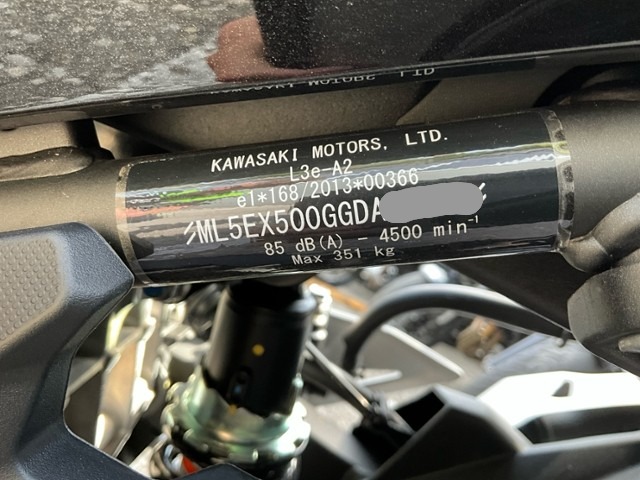 KAWASAKI MOTORS, LTD.
L3e-A2
e1*168/2013*00366
ML5EX500GGDA
85 dB(A) - 4500 min⁻¹
Max 351 kg